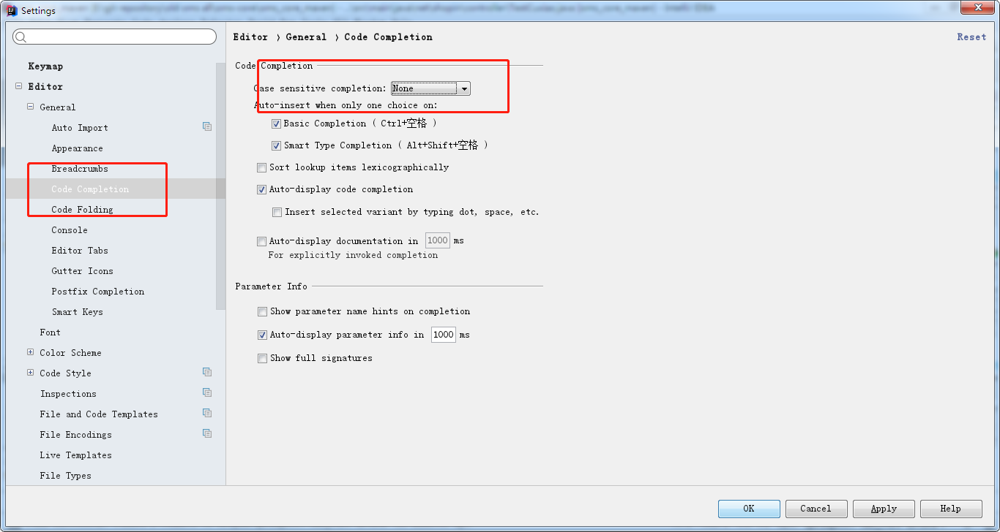 Settings
Editor › General › Code Completion
Reset
Keymap
Editor
General
Auto Import
Appearance
Breadcrumbs
Code Completion
Code Folding
Console
Editor Tabs
Gutter Icons
Postfix Completion
Smart Keys
Font
Color Scheme
Code Style
Inspections
File and Code Templates
File Encodings
Live Templates
File Types
Code Completion
Case sensitive completion: None
Auto-insert when only one choice on:
Basic Completion ( Ctrl+空格 )
Smart Type Completion ( Alt+Shift+空格 )
Sort lookup items lexicographically
Auto-display code completion
Insert selected variant by typing dot, space, etc.
Auto-display documentation in 1000 ms
For explicitly invoked completion
Parameter Info
Show parameter name hints on completion
Auto-display parameter info in 1000 ms
Show full signatures
OK
Cancel
Apply
Help